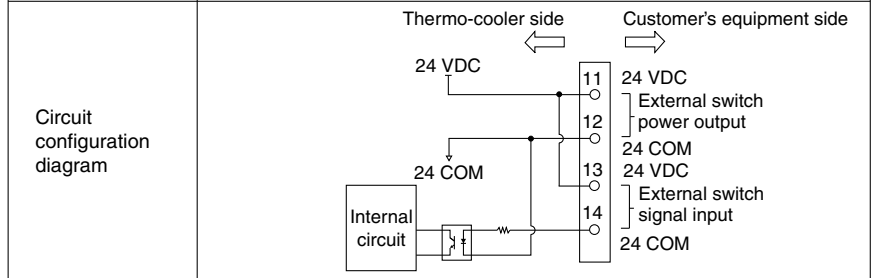 Thermo-cooler side
Customer's equipment side
24 VDC
11
24 VDC
External switch
power output
12
24 COM
Circuit
configuration
diagram
24 COM
13
24 VDC
External switch
signal input
14
24 COM
Internal
circuit